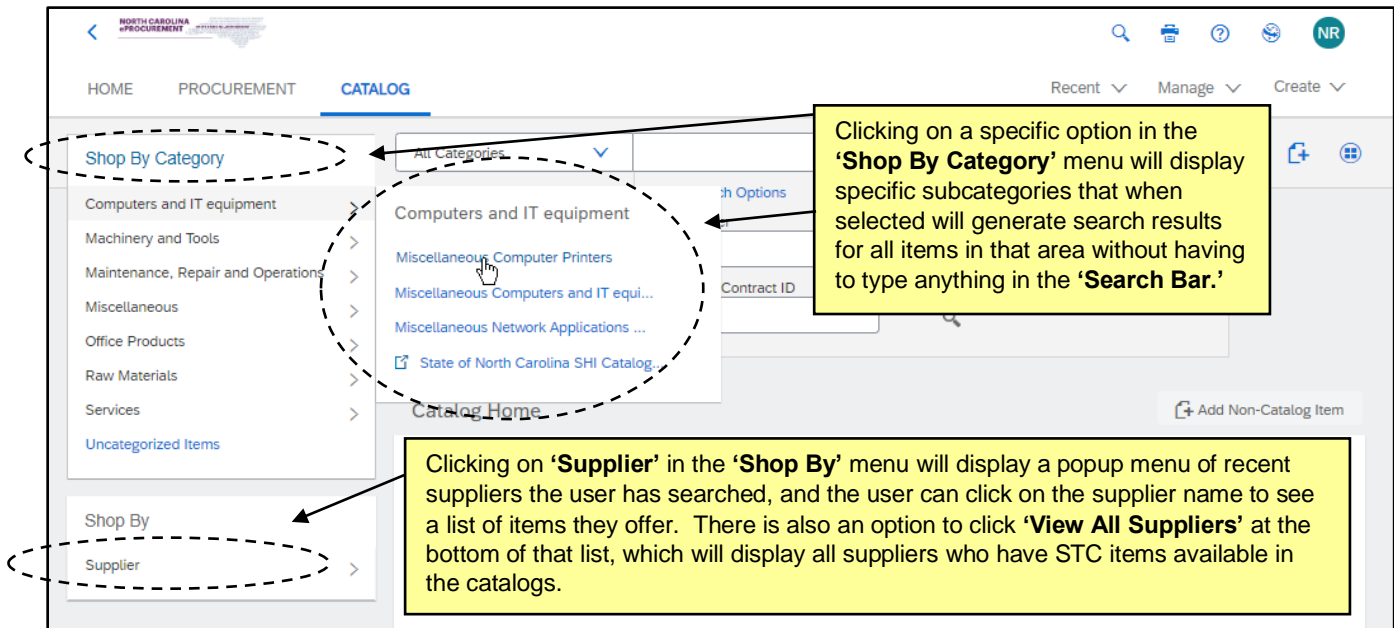 NORTH CAROLINA
ePROCUREMENT
NR
HOME PROCUREMENT CATALOG
Recent Manage Create
Shop By Category
All Categories
Computers and IT equipment
Machinery and Tools
Maintenance, Repair and Operations
Miscellaneous
Office Products
Raw Materials
Services
Uncategorized Items
Computers and IT equipment
Miscellaneous Computer Printers
Miscellaneous Computers and IT equi...
Miscellaneous Network Applications ...
State of North Carolina SHI Catalog...
Options
Contract ID
Clicking on a specific option in the
‘Shop By Category’ menu will display
specific subcategories that when
selected will generate search results
for all items in that area without having
to type anything in the ‘Search Bar.’
Catalog Home
Add Non-Catalog Item
Shop By
Supplier
Clicking on ‘Supplier’ in the ‘Shop By’ menu will display a popup menu of recent
suppliers the user has searched, and the user can click on the supplier name to see
a list of items they offer. There is also an option to click ‘View All Suppliers’ at the
bottom of that list, which will display all suppliers who have STC items available in
the catalogs.